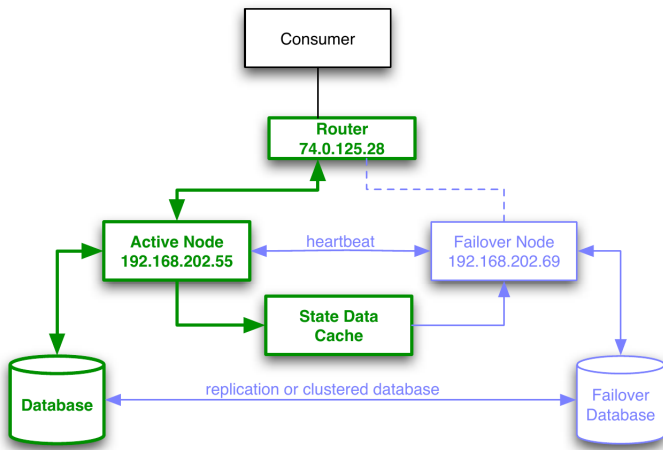 Consumer
Router
74.0.125.28
Active Node
192.168.202.55
heartbeat
Failover Node
192.168.202.69
State Data
Cache
replication or clustered database
Database
Failover
Database